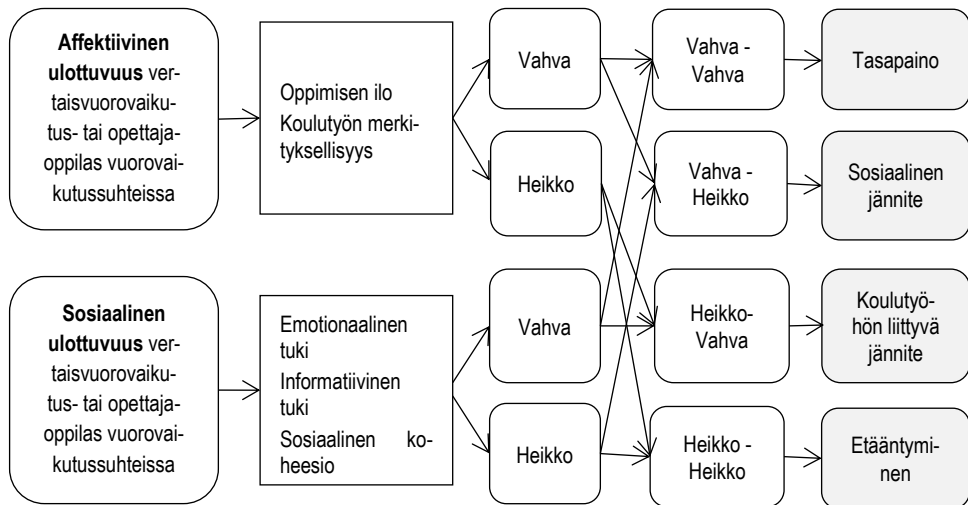 Affektiivinen
ulottuvuus ver-
taisvuorovaiku-
tus- tai opettaja-
oppilas vuorovai-
kutussuhteissa
Oppimisen ilo
Koulutyön merki-
tyksellisyys
Vahva
Heikko
Vahva -
Vahva
Vahva -
Heikko
Tasapaino
Sosiaalinen
jännite
Sosiaalinen
ulottuvuus ver-
taisvuorovaiku-
tus- tai opettaja-
oppilas vuorovai-
kutussuhteissa
Emotionaalinen
tuki
Informatiivinen
tuki
Sosiaalinen ko-
heesio
Vahva
Heikko
Heikko-
Vahva
Heikko -
Heikko
Koulutyö-
hön liittyvä
jännite
Etääntymi-
nen